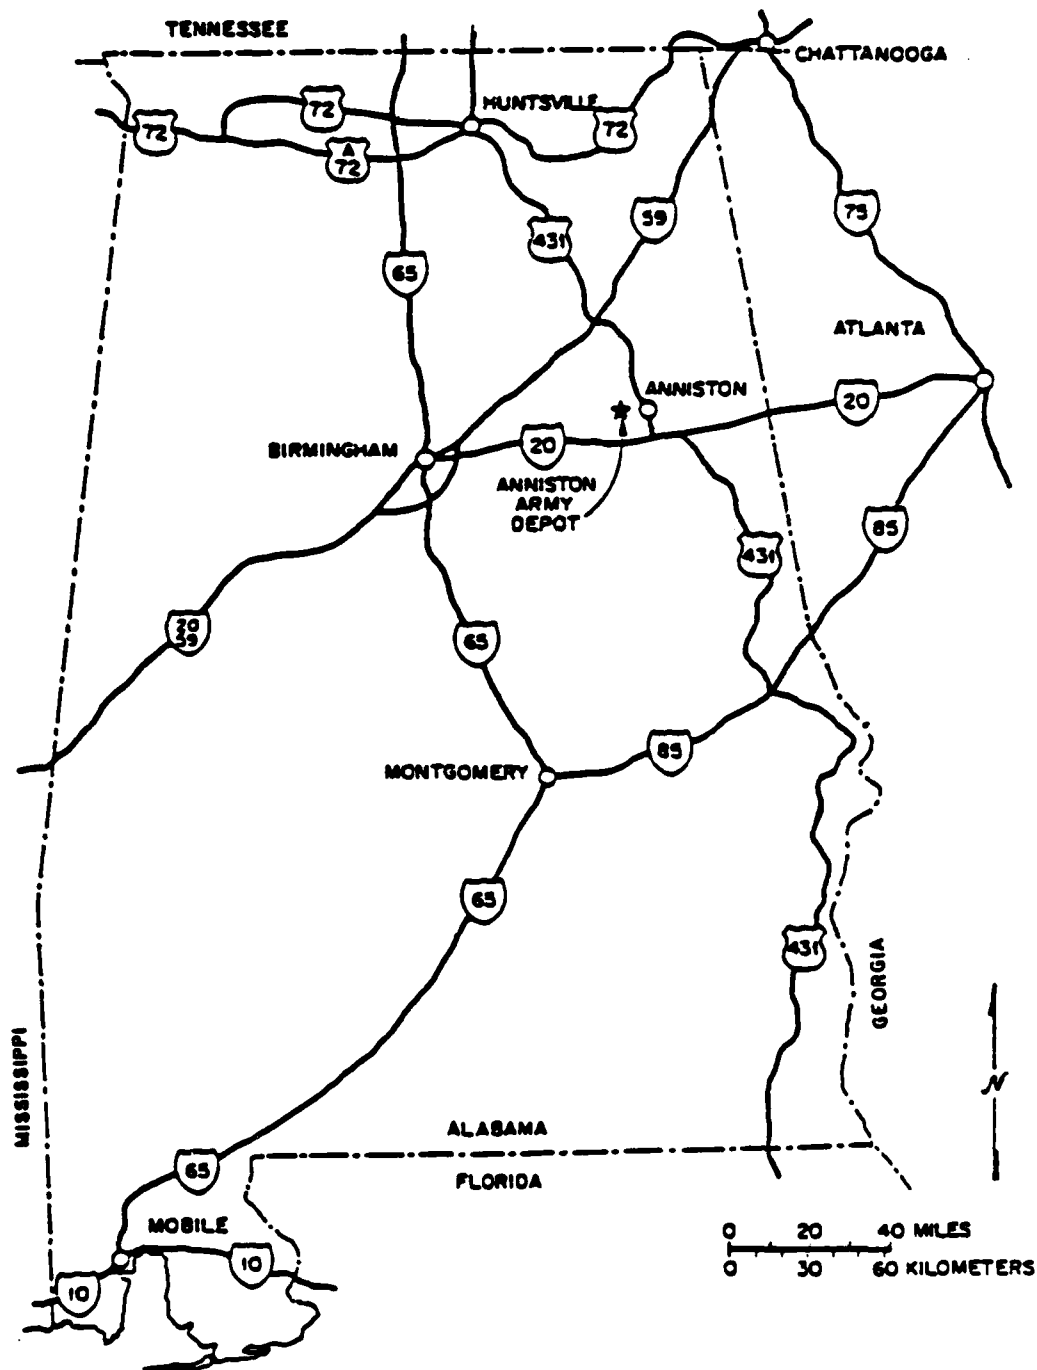 TENNESSEE
CHATTANOOGA
HUNTSVILLE
72
72
72
A
72
59
75
431
65
ATLANTA
ANNISTON
20
BIRMINGHAM
20
ANNISTON
ARMY
DEPOT
85
431
20
59
65
85
MONTGOMERY
65
431
GEORGIA
MISSISSIPPI
N
ALABAMA
65
FLORIDA
MOBILE
0 20 40 MILES
10
0 30 60 KILOMETERS
10